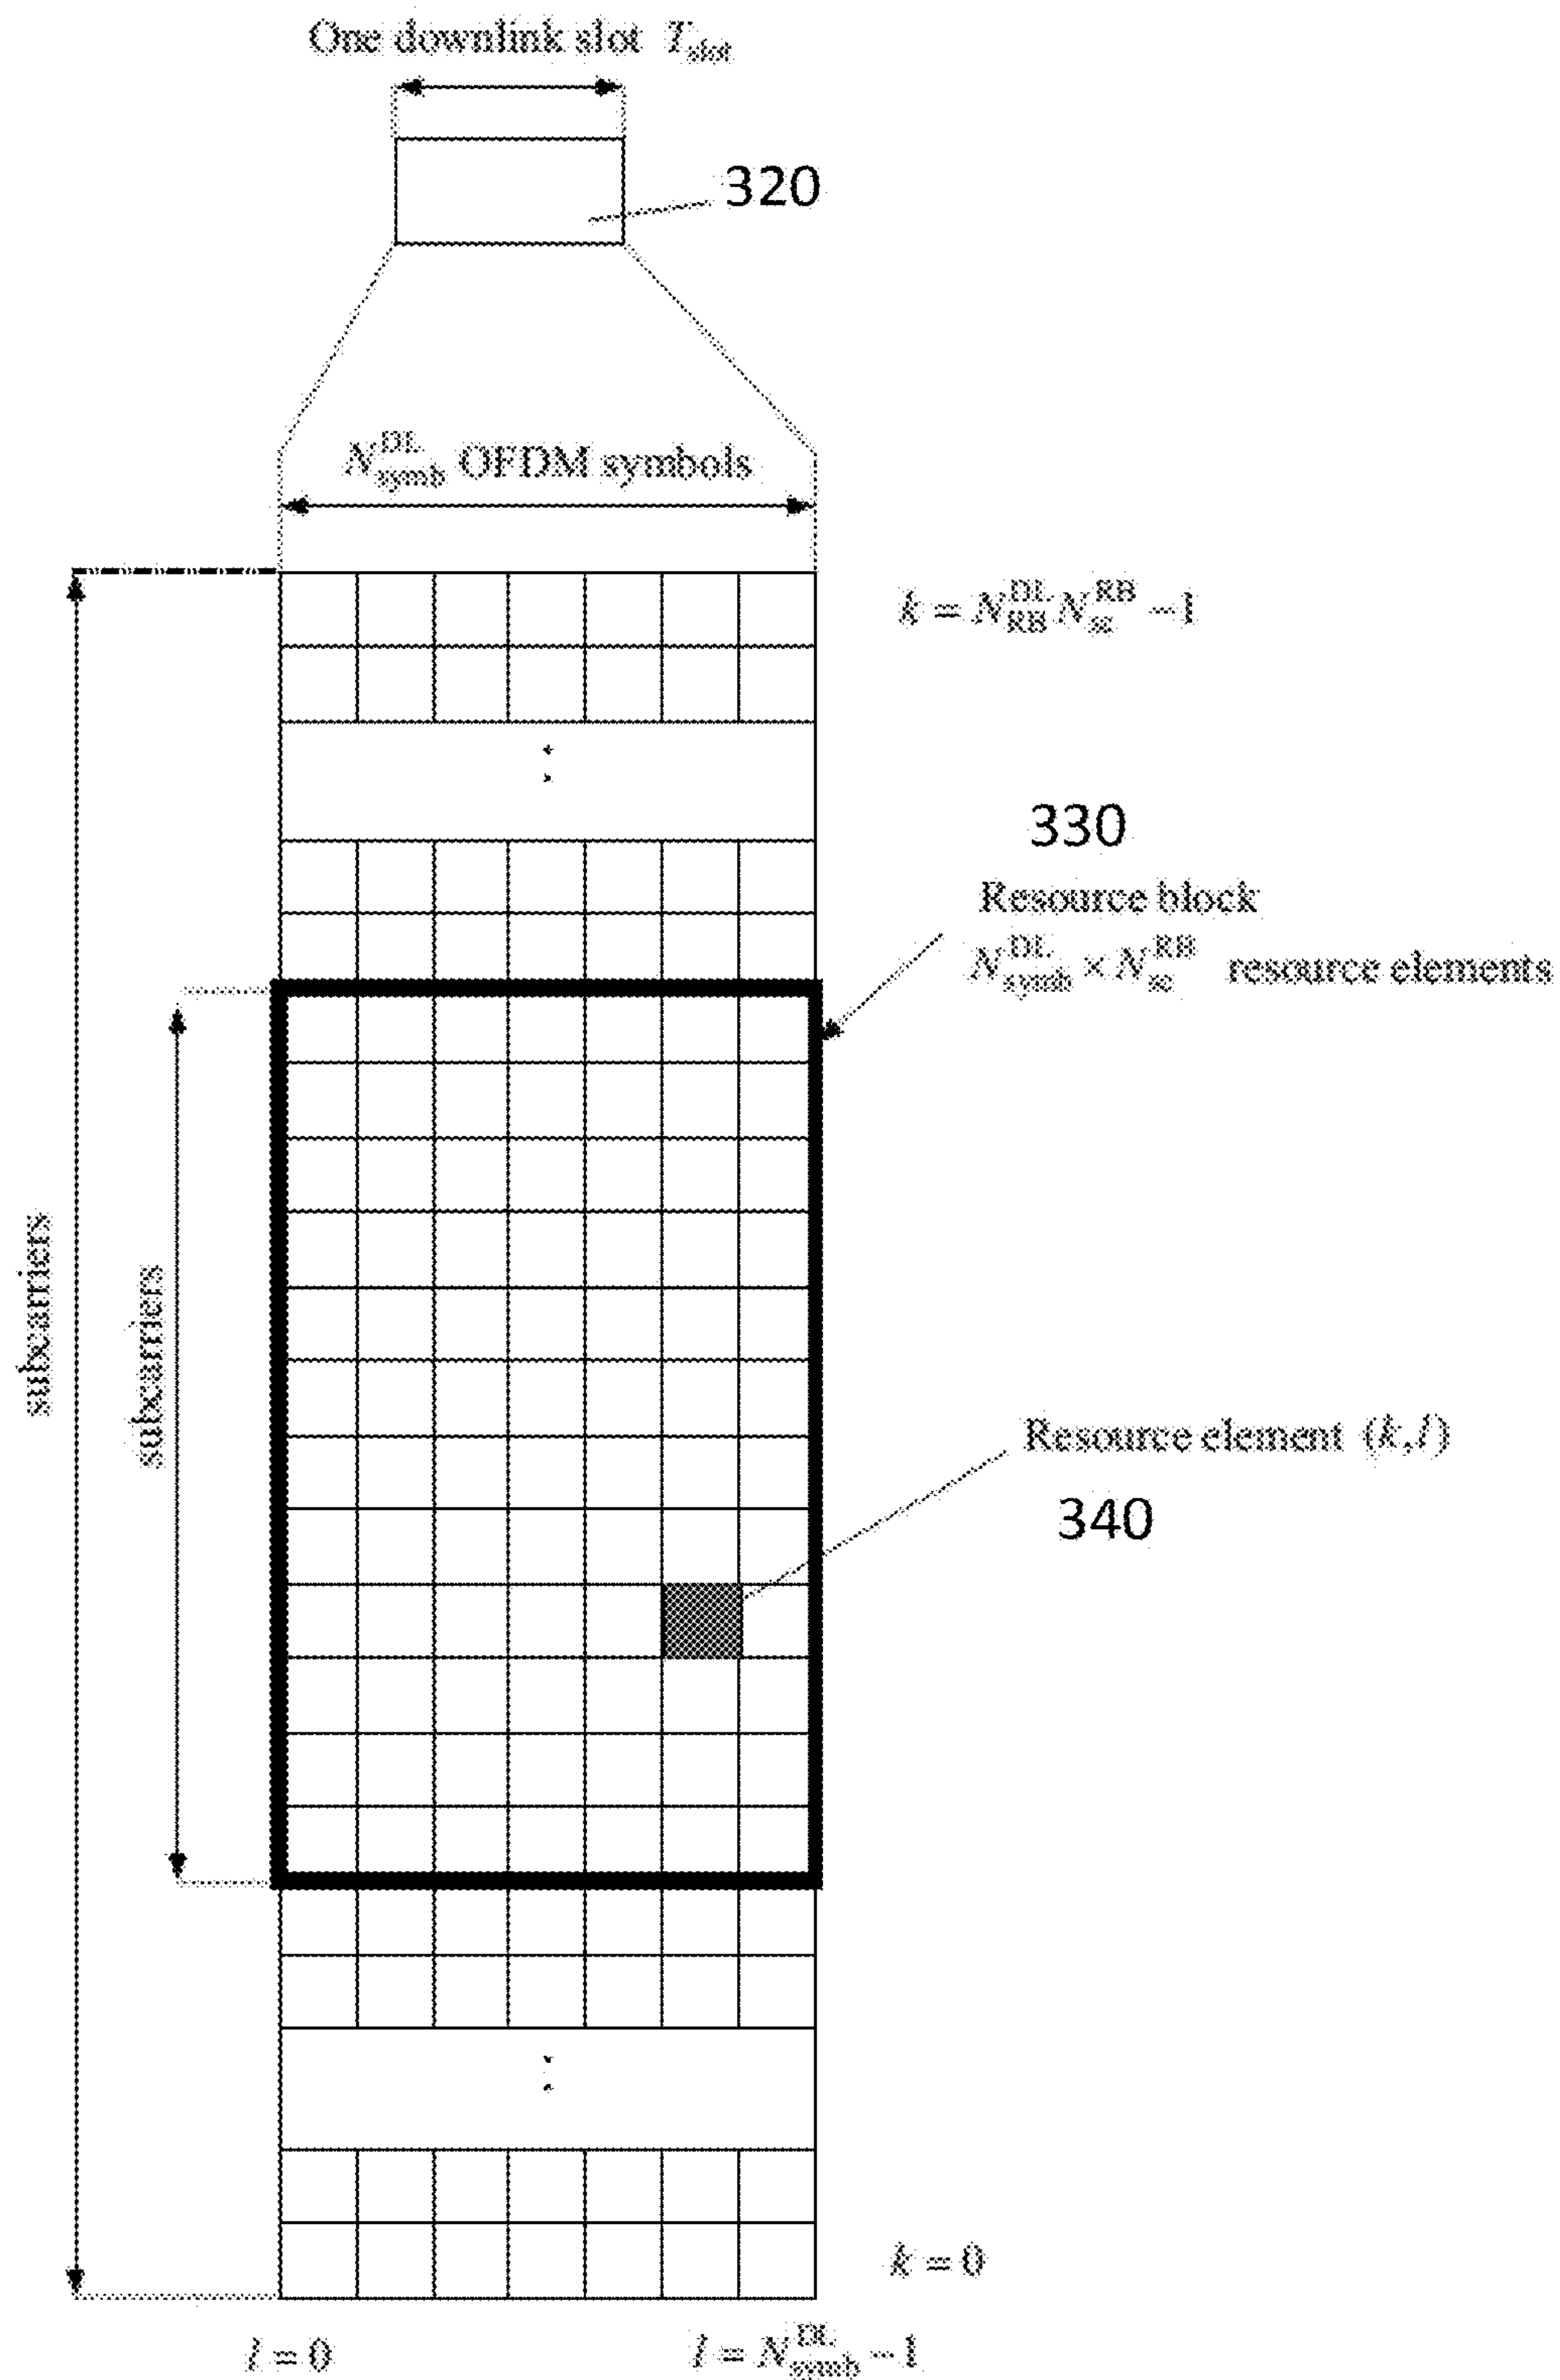 One downlink slot T_slot
320
N_symb^DL OFDM symbols
k = N_RB^DL N_sc^RB −1
330
Resource block
N_symb^DL × N_sc^RB resource elements
subcarriers
subcarriers
Resource element (k,l)
340
k = 0
l = 0
l = N_symb^DL −1